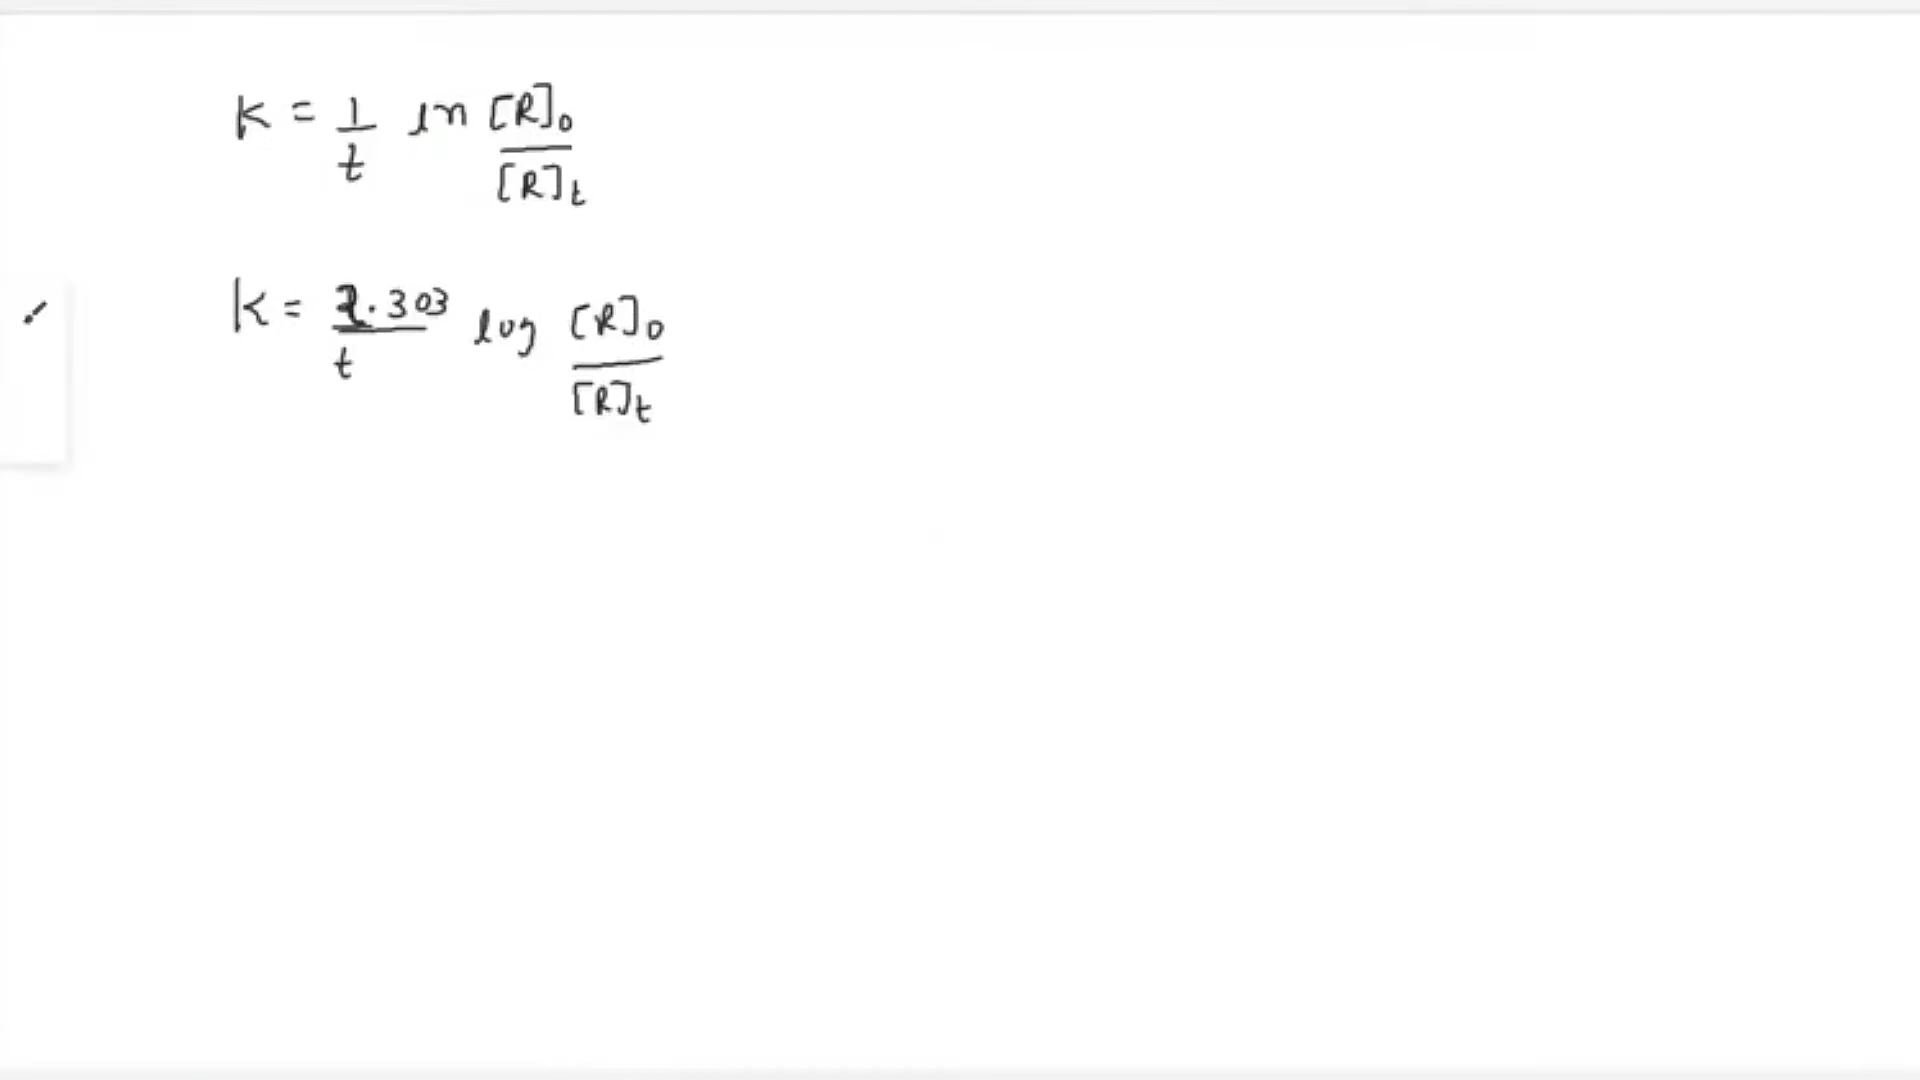 K = 1/t ln [R]₀/[R]t
K = 2.303/t log [R]₀/[R]t